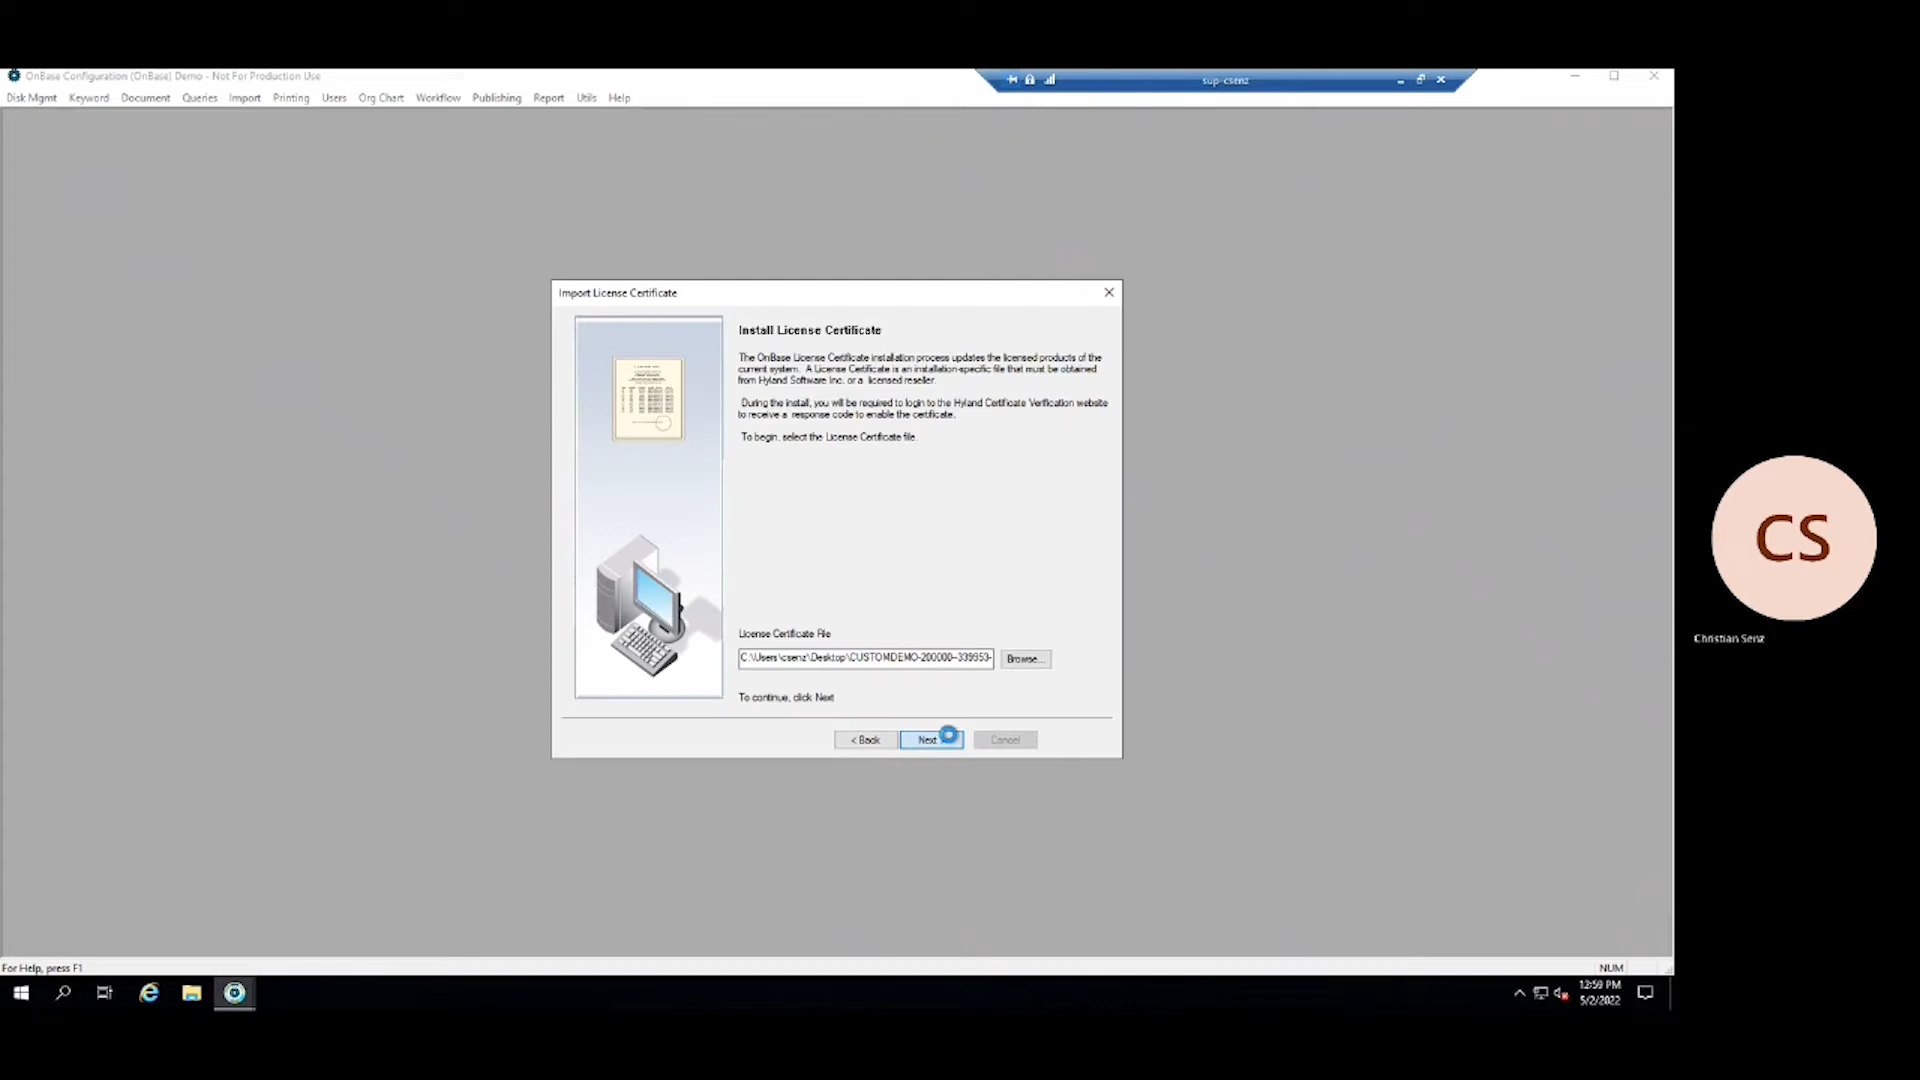 OnBase Configuration (OnBase) Demo - Not For Production Use
sup-csenz
Disk Mgmt Keyword Document Queries Import Printing Users Org Chart Workflow Publishing Report Utils Help
Import License Certificate
Install License Certificate
The OnBase License Certificate installation process updates the licensed products of the
current system. A License Certificate is an installation-specific file that must be obtained
from Hyland Software Inc. or a licensed reseller.
During the install, you will be required to login to the Hyland Certificate Verification website
to receive a response code to enable the certificate.
To begin, select the License Certificate file.
License Certificate File
C:\Users\csenz\Desktop\CUSTOMDEMO-200000--339953-
Browse...
To continue, click Next
< Back Next Cancel
CS
Christian Senz
For Help, press F1
NUM
12:59 PM
5/2/2022